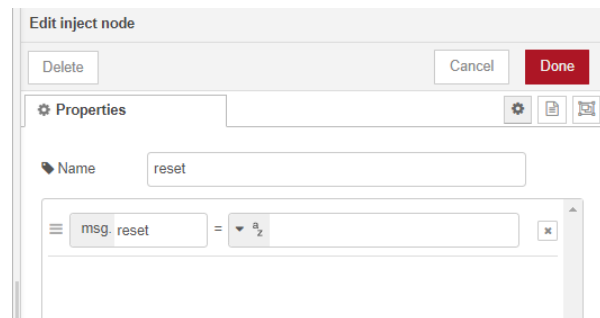 Edit inject node
Delete Cancel Done
Properties
Name reset
msg. reset = a z